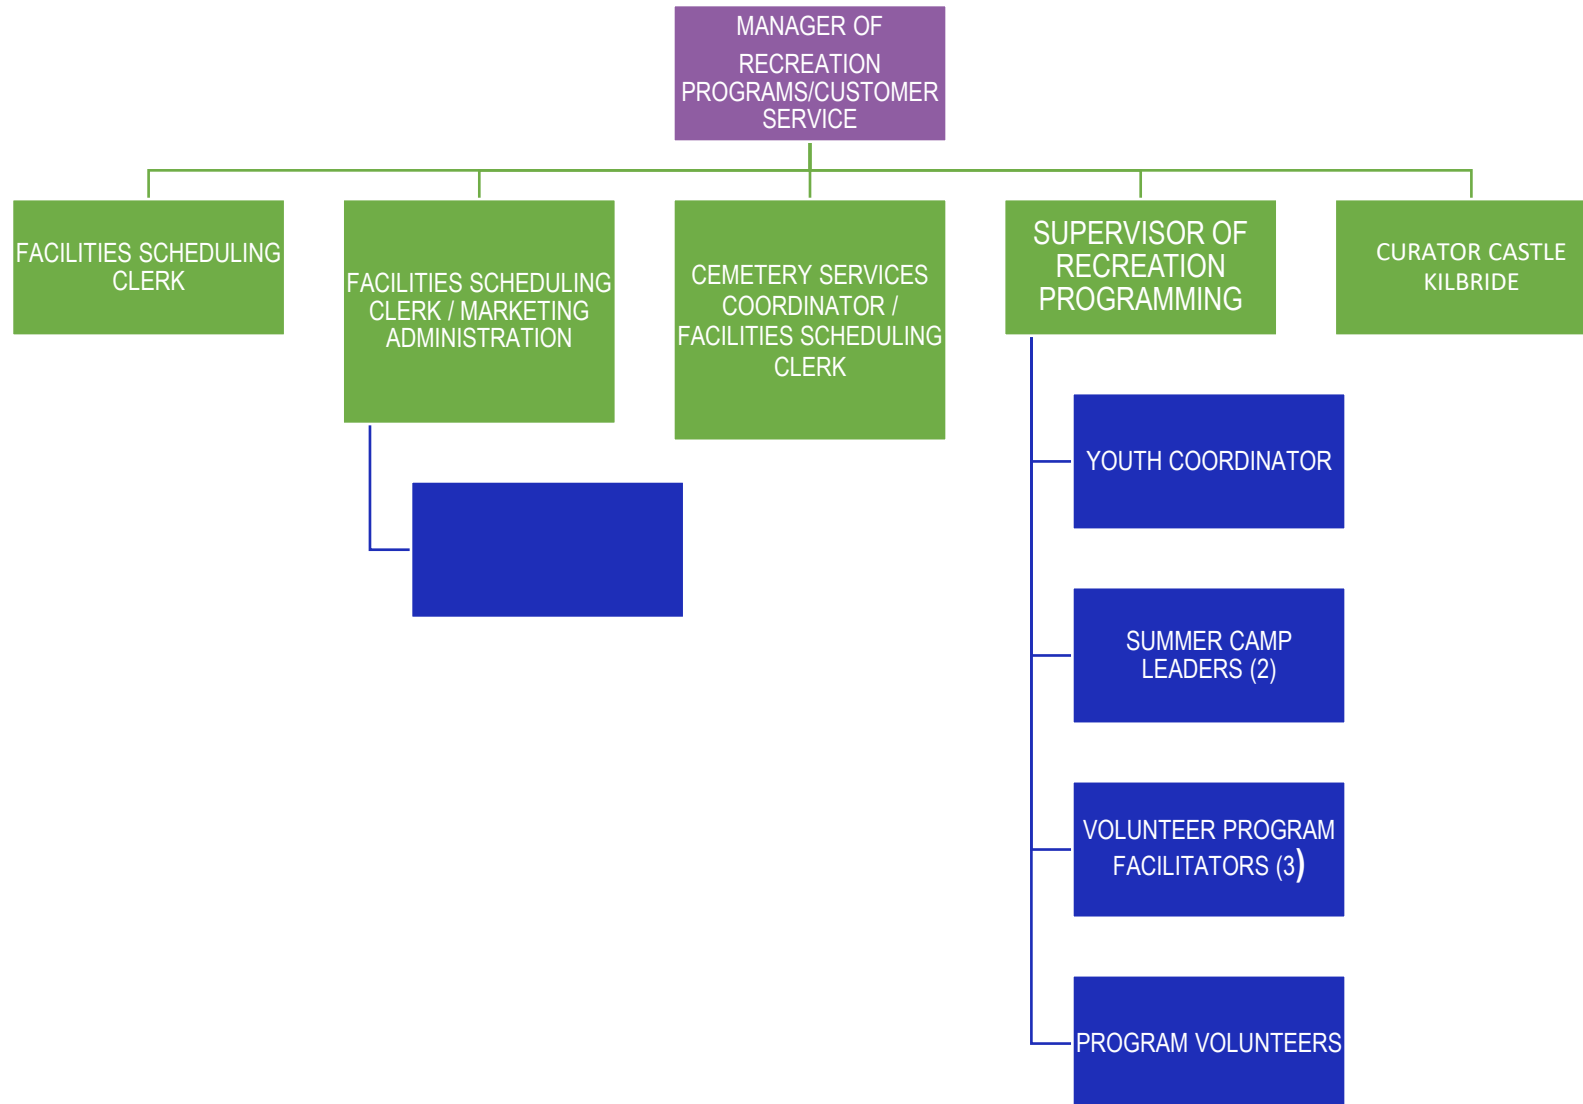 MANAGER OF
RECREATION
PROGRAMS/CUSTOMER
SERVICE
FACILITIES SCHEDULING
CLERK
FACILITIES SCHEDULING
CLERK / MARKETING
ADMINISTRATION
CEMETERY SERVICES
COORDINATOR /
FACILITIES SCHEDULING
CLERK
SUPERVISOR OF
RECREATION
PROGRAMMING
CURATOR CASTLE
KILBRIDE
YOUTH COORDINATOR
SUMMER CAMP
LEADERS (2)
VOLUNTEER PROGRAM
FACILITATORS (3)
PROGRAM VOLUNTEERS